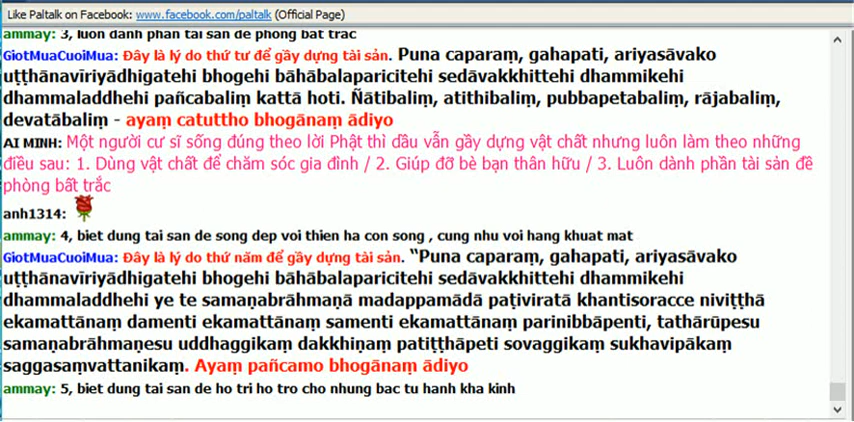 Like Paltalk on Facebook: www.facebook.com/paltalk (Official Page)
ammay: 3, luon danh phan tai san de phong bat trac
GiotMuaCuoiMua: Đây là lý do thứ tư để gầy dựng tài sản. Puna caparaṃ, gahapati, ariyasāvako
uṭṭhānavīriyādhigatehi bhogehi bāhābalaparicitehi sedāvakkhittehi dhammikehi
dhammaladdhehi pañcabaliṃ kattā hoti. Ñātibaliṃ, atithibaliṃ, pubbapetabaliṃ, rājabaliṃ,
devatābaliṃ - ayaṃ catuttho bhogānaṃ ādiyo
AI MINH: Một người cư sĩ sống đúng theo lời Phật thì dầu vẫn gầy dựng vật chất nhưng luôn làm theo những
điều sau: 1. Dùng vật chất để chăm sóc gia đình / 2. Giúp đỡ bè bạn thân hữu / 3. Luôn dành phần tài sản đề
phòng bất trắc
anh1314:
ammay: 4, biet dung tai san de song dep voi thien ha con song , cung nhu voi hang khuat mat
GiotMuaCuoiMua: Đây là lý do thứ năm để gầy dựng tài sản. “Puna caparaṃ, gahapati, ariyasāvako
uṭṭhānavīriyādhigatehi bhogehi bāhābalaparicitehi sedāvakkhittehi dhammikehi
dhammaladdhehi ye te samaṇabrāhmaṇā madappamādā paṭiviratā khantisoracce niviṭṭhā
ekamattānaṃ damenti ekamattānaṃ samenti ekamattānaṃ parinibbāpenti, tathārūpesu
samaṇabrāhmaṇesu uddhaggikaṃ dakkhiṇaṃ patiṭṭhāpeti sovaggikaṃ sukhavipākaṃ
saggasaṃvattanikaṃ. Ayaṃ pañcamo bhogānaṃ ādiyo
ammay: 5, biet dung tai san de ho tri ho tro cho nhung bac tu hanh kha kinh